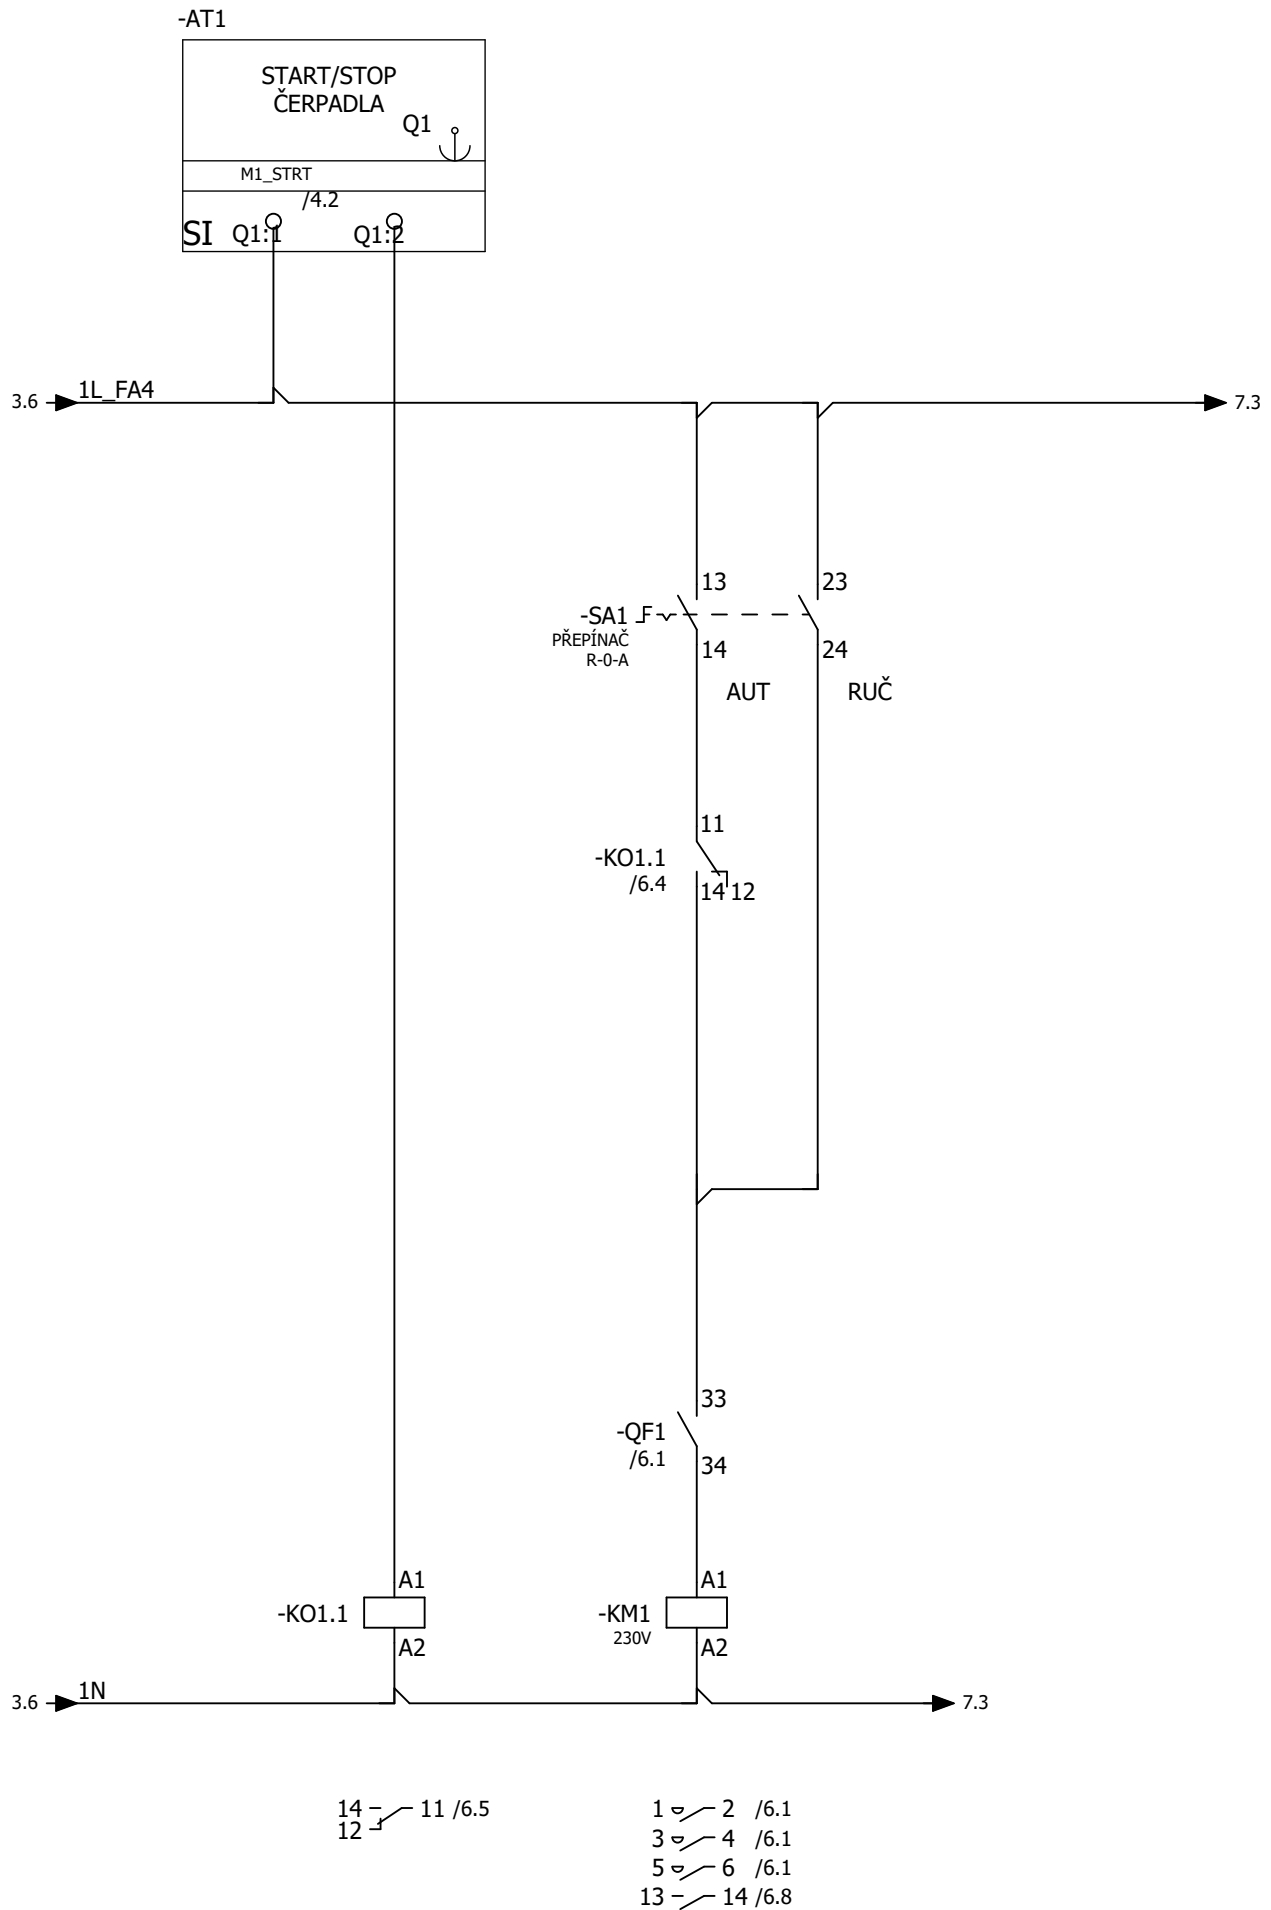 -AT1
START/STOP
ČERPADLA
Q1
M1_STRT
/4.2
SI Q1:1 Q1:2
3.6 1L_FA4 7.3
13 23
-SA1
PŘEPÍNAČ
R-0-A
14 24
AUT RUČ
11
-KO1.1
/6.4
14 12
33
-QF1
/6.1
34
A1 A1
-KO1.1 -KM1
230V
A2 A2
3.6 1N 7.3
14 11 /6.5
12
1 2 /6.1
3 4 /6.1
5 6 /6.1
13 14 /6.8